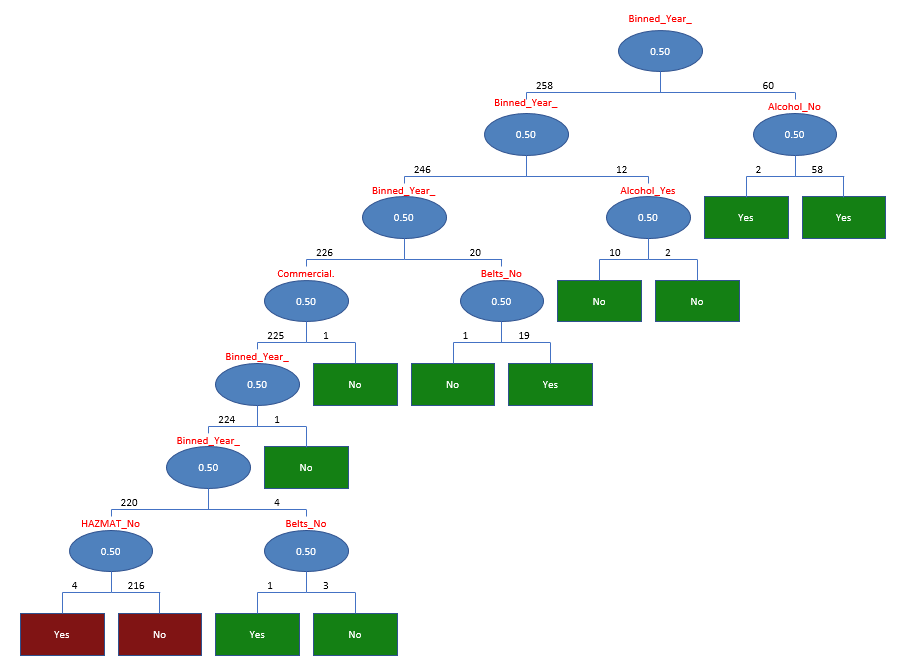 Binned_Year_
0.50
258 60
Binned_Year_ Alcohol_No
0.50 0.50
246 12 2 58
Binned_Year_ Alcohol_Yes
0.50 0.50 Yes Yes
226 20 10 2
Commercial. Belts_No
0.50 0.50 No No
225 1 1 19
Binned_Year_
0.50 No No Yes
224 1
Binned_Year_
0.50 No
220 4
HAZMAT_No Belts_No
0.50 0.50
4 216 1 3
Yes No Yes No